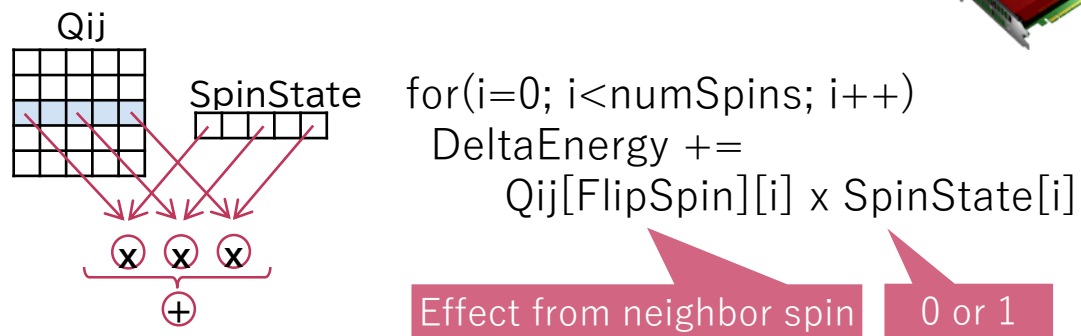 Qij
SpinState
x x x
+
for(i=0; i<numSpins; i++)
DeltaEnergy +=
Qij[FlipSpin][i] x SpinState[i]
Effect from neighbor spin
0 or 1